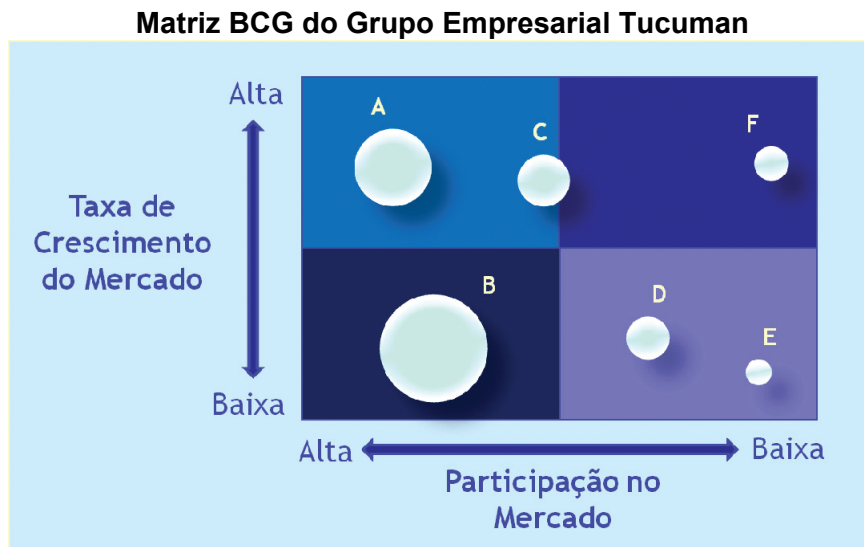 Matriz BCG do Grupo Empresarial Tucuman
Alta
A
C
F
Taxa de
Crescimento
do Mercado
B
D
E
Baixa
Alta
Baixa
Participação no
Mercado